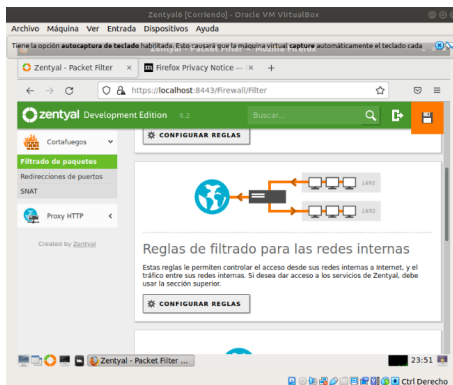 Zentyal6 [Corriendo] - Oracle VM VirtualBox
Archivo Máquina Ver Entrada Dispositivos Ayuda
Tiene la opción autocaptura de teclado habilitada. Esto causará que la máquina virtual capture automáticamente el teclado cada
Zentyal - Packet Filter × Firefox Privacy Notice — × +
https://localhost:8443/Firewall/Filter
zentyal Development Edition 6.2 Buscar...
Cortafuegos
Filtrado de paquetes
Redirecciones de puertos
SNAT
Proxy HTTP
Created by Zentyal
CONFIGURAR REGLAS
LAN1
LAN2
Reglas de filtrado para las redes internas
Estas reglas le permiten controlar el acceso desde sus redes internas a Internet, y el
tráfico entre sus redes internas. Si desea dar acceso a los servicios de Zentyal, debe
usar la sección superior.
CONFIGURAR REGLAS
Zentyal - Packet Filter ...
23:51
Ctrl Derecho